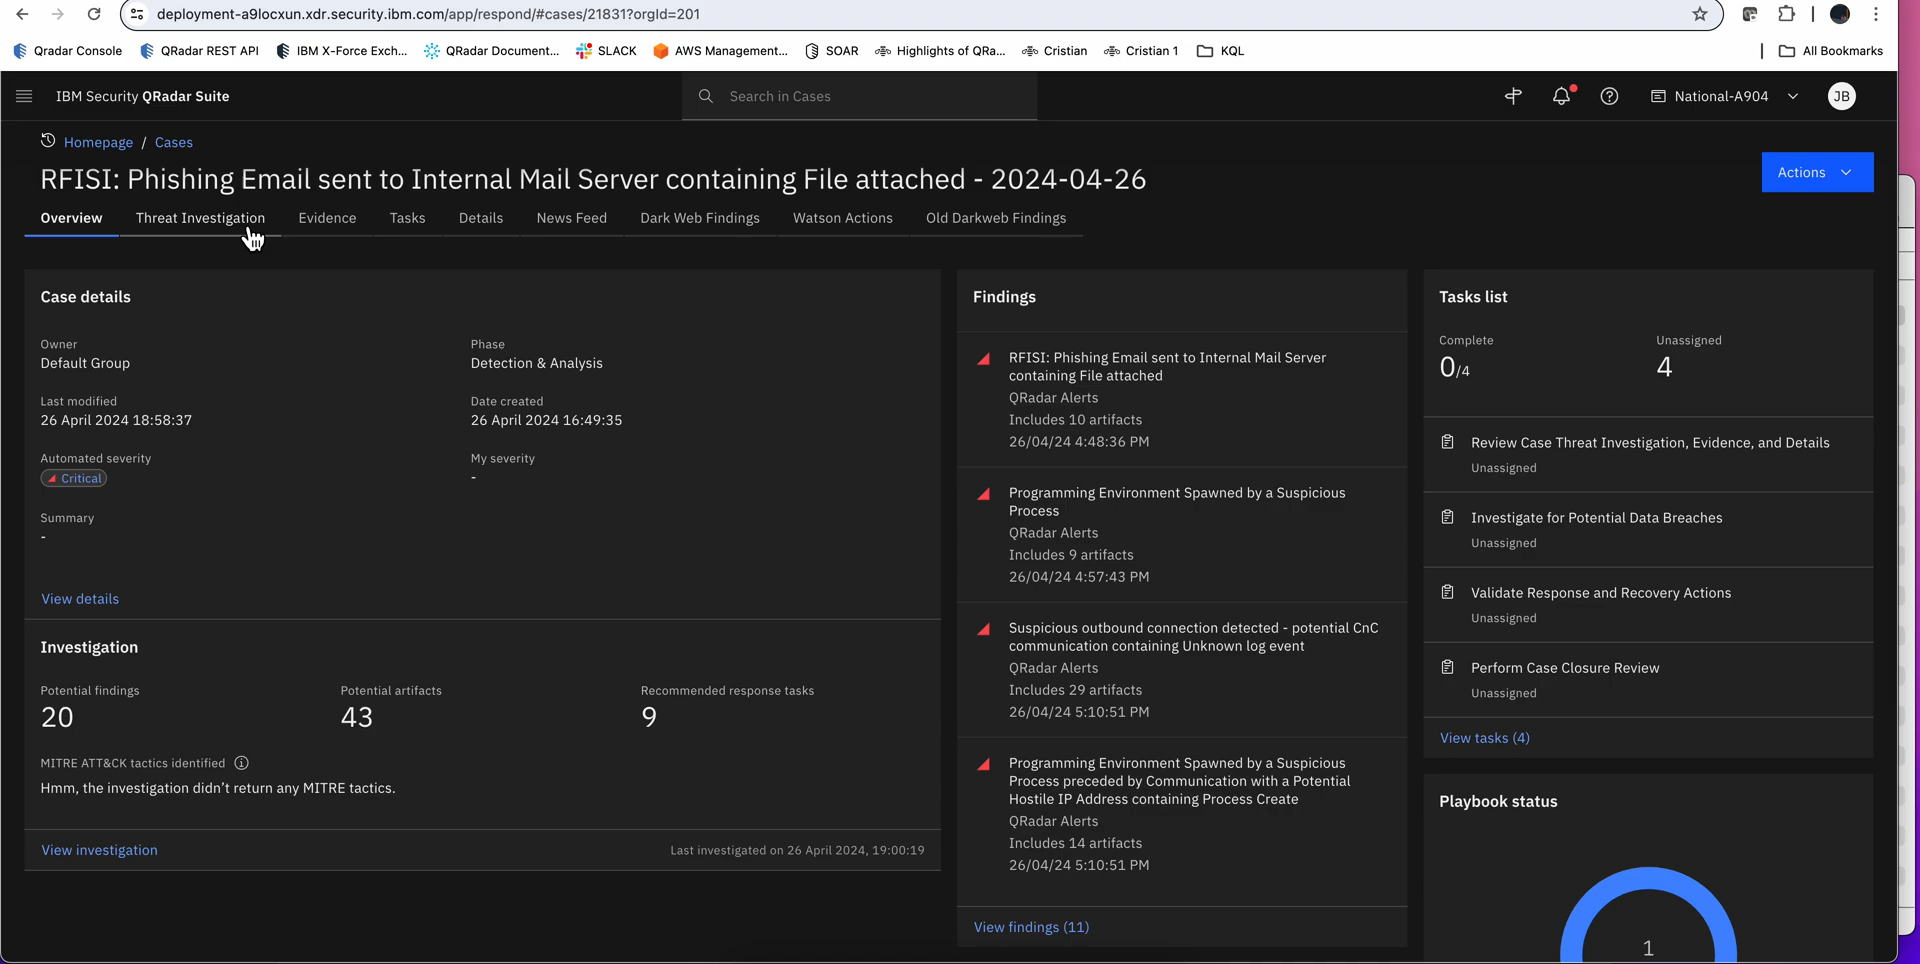 deployment-a9locxun.xdr.security.ibm.com/app/respond/#cases/21831?orgId=201
Qradar Console QRadar REST API IBM X-Force Exch... QRadar Document... SLACK AWS Management... SOAR Highlights of QRa... Cristian Cristian 1 KQL All Bookmarks
IBM Security QRadar Suite Search in Cases National-A904 JB
Homepage / Cases
RFISI: Phishing Email sent to Internal Mail Server containing File attached - 2024-04-26
Actions
Overview Threat Investigation Evidence Tasks Details News Feed Dark Web Findings Watson Actions Old Darkweb Findings
Case details
Owner Phase
Default Group Detection & Analysis
Last modified Date created
26 April 2024 18:58:37 26 April 2024 16:49:35
Automated severity My severity
Critical -
Summary
-
View details
Investigation
Potential findings Potential artifacts Recommended response tasks
20 43 9
MITRE ATT&CK tactics identified
Hmm, the investigation didn't return any MITRE tactics.
View investigation Last investigated on 26 April 2024, 19:00:19
Findings
RFISI: Phishing Email sent to Internal Mail Server
containing File attached
QRadar Alerts
Includes 10 artifacts
26/04/24 4:48:36 PM
Programming Environment Spawned by a Suspicious
Process
QRadar Alerts
Includes 9 artifacts
26/04/24 4:57:43 PM
Suspicious outbound connection detected - potential CnC
communication containing Unknown log event
QRadar Alerts
Includes 29 artifacts
26/04/24 5:10:51 PM
Programming Environment Spawned by a Suspicious
Process preceded by Communication with a Potential
Hostile IP Address containing Process Create
QRadar Alerts
Includes 14 artifacts
26/04/24 5:10:51 PM
View findings (11)
Tasks list
Complete Unassigned
0/4 4
Review Case Threat Investigation, Evidence, and Details
Unassigned
Investigate for Potential Data Breaches
Unassigned
Validate Response and Recovery Actions
Unassigned
Perform Case Closure Review
Unassigned
View tasks (4)
Playbook status
1